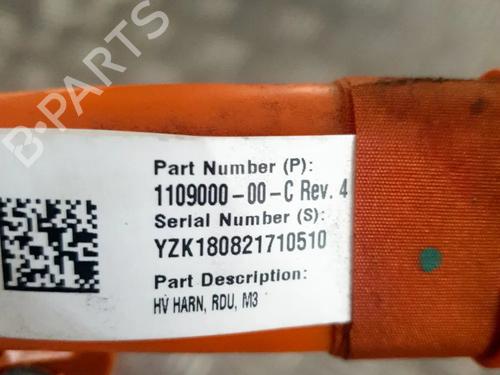 B-PARTS
Part Number (P):
1109000-00-C Rev. 4
Serial Number (S):
YZK180821710510
Part Description:
HV HARN, RDU, M3